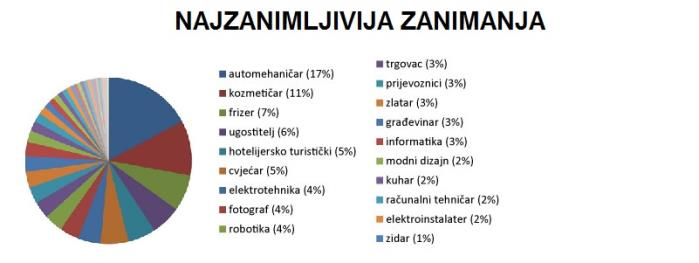 NAJZANIMLJIVIJA ZANIMANJA
automehaničar (17%)
kozmetičar (11%)
frizer (7%)
ugostitelj (6%)
hotelijersko turistički (5%)
cvjećar (5%)
elektrotehnika (4%)
fotograf (4%)
robotika (4%)
trgovac (3%)
prijevoznici (3%)
zlatar (3%)
građevinar (3%)
informatika (3%)
modni dizajn (2%)
kuhar (2%)
računalni tehničar (2%)
elektroinstalater (2%)
zidar (1%)